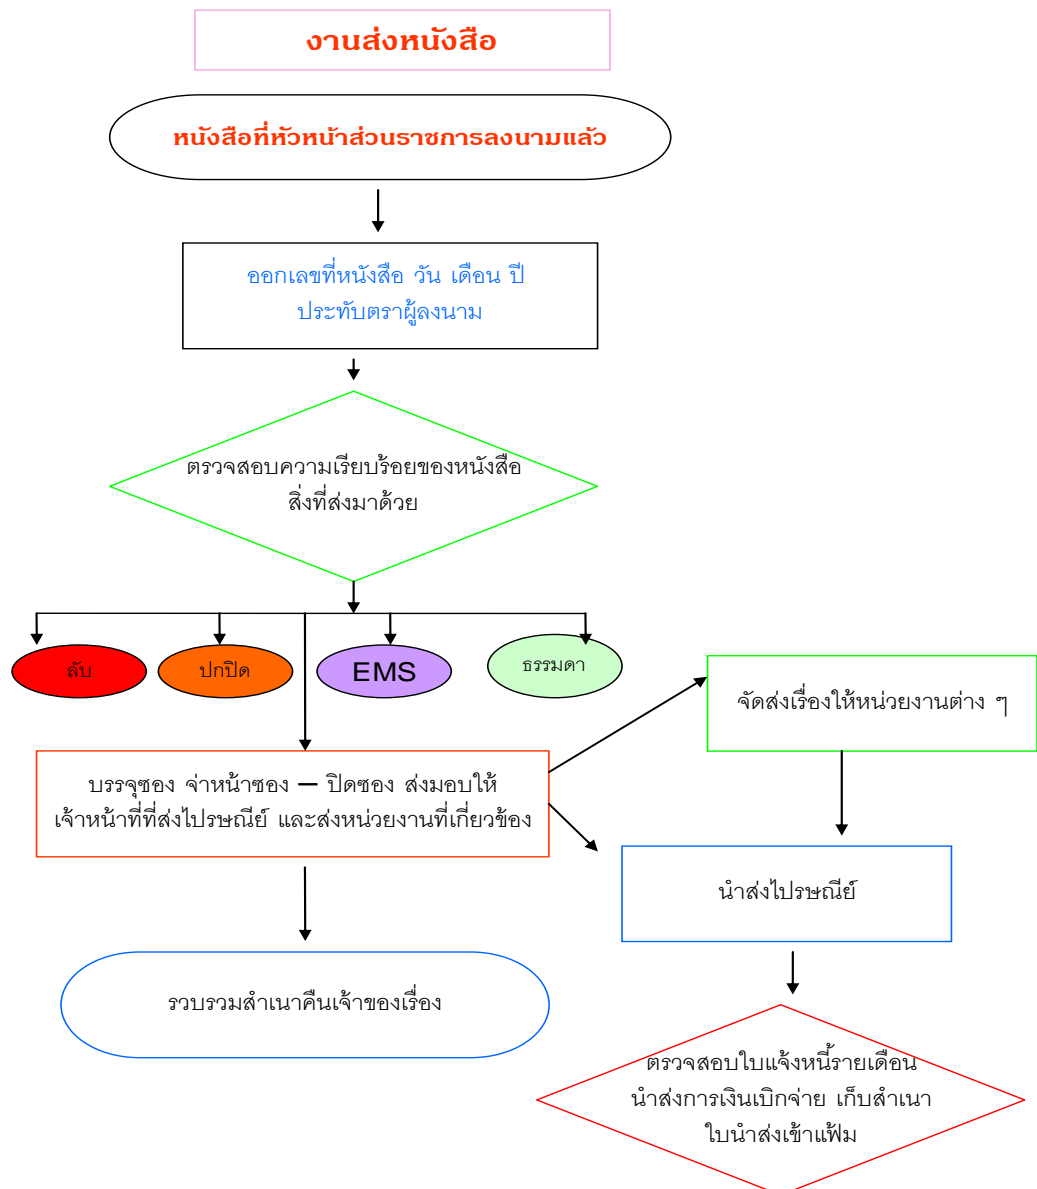 งานส่งหนังสือ
หนังสือที่หัวหน้าส่วนราชการลงนามแล้ว
ออกเลขที่หนังสือ วัน เดือน ปี
ประทับตราผู้ลงนาม
ตรวจสอบความเรียบร้อยของหนังสือ
สิ่งที่ส่งมาด้วย
ลับ
ปกปิด
EMS
ธรรมดา
จัดส่งเรื่องให้หน่วยงานต่าง ๆ
บรรจุซอง จ่าหน้าซอง – ปิดซอง ส่งมอบให้
เจ้าหน้าที่ที่ส่งไปรษณีย์ และส่งหน่วยงานที่เกี่ยวข้อง
นำส่งไปรษณีย์
รวบรวมสำเนาคืนเจ้าของเรื่อง
ตรวจสอบใบแจ้งหนี้รายเดือน
นำส่งการเงินเบิกจ่าย เก็บสำเนา
ใบนำส่งเข้าแฟ้ม